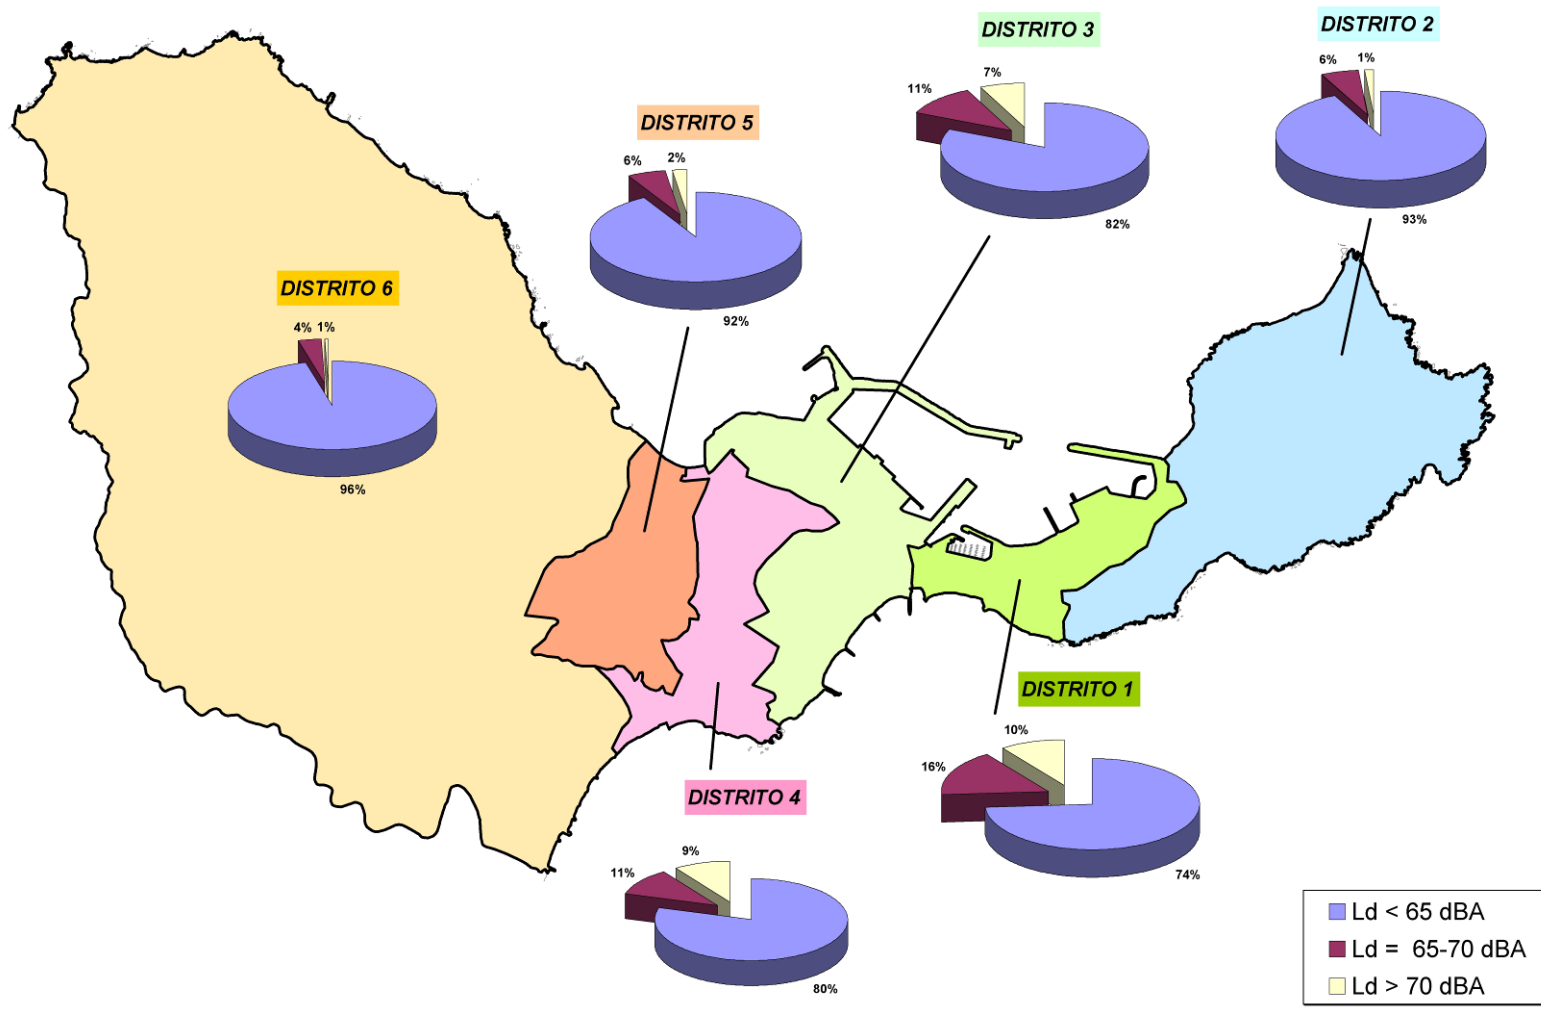 DISTRITO 3
7%
11%
82%
DISTRITO 2
6%
1%
93%
DISTRITO 5
6%
2%
92%
DISTRITO 6
4%
1%
96%
DISTRITO 1
10%
16%
74%
DISTRITO 4
9%
11%
80%
Ld < 65 dBA
Ld = 65-70 dBA
Ld > 70 dBA